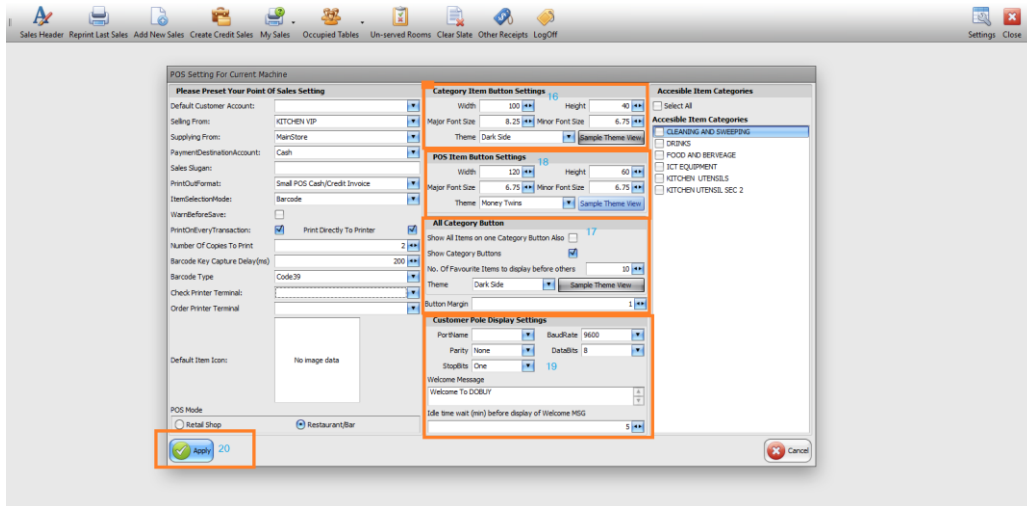 Sales Header Reprint Last Sales Add New Sales Create Credit Sales My Sales Occupied Tables Un-served Rooms Clear Slate Other Receipts LogOff Settings Close
POS Setting For Current Machine
Please Preset Your Point Of Sales Setting
Default Customer Account:
Selling From: KITCHEN VIP
Supplying From: MainStore
PaymentDestinationAccount: Cash
Sales Slugan:
PrintOutFormat: Small POS Cash/Credit Invoice
ItemSelectionMode: Barcode
WarnBeforeSave:
PrintOnEveryTransaction: Print Directly To Printer
Number Of Copies To Print 2
Barcode Key Capture Delay(ms) 200
Barcode Type Code39
Check Printer Terminal:
Order Printer Terminal
Default Item Icon: No image data
POS Mode
Retail Shop Restaurant/Bar
Apply 20
Category Item Button Settings 16
Width 100 Height 40
Major Font Size 8.25 Minor Font Size 6.75
Theme Dark Side Sample Theme View
POS Item Button Settings 18
Width 120 Height 60
Major Font Size 6.75 Minor Font Size 6.75
Theme Money Twins Sample Theme View
All Category Button 17
Show All Items on one Category Button Also
Show Category Buttons
No. Of Favourite Items to display before others 10
Theme Dark Side Sample Theme View
Button Margin 1
Customer Pole Display Settings
PortName BaudRate 9600
Parity None DataBits 8
StopBits One 19
Welcome Message
Welcome To DOBUY
Idle time wait (min) before display of Welcome MSG
5
Accesible Item Categories
Select All
Accesible Item Categories
CLEANING AND SWEEPING
DRINKS
FOOD AND BERVEAGE
ICT EQUIPMENT
KITCHEN UTENSILS
KITCHEN UTENSIL SEC 2
Cancel